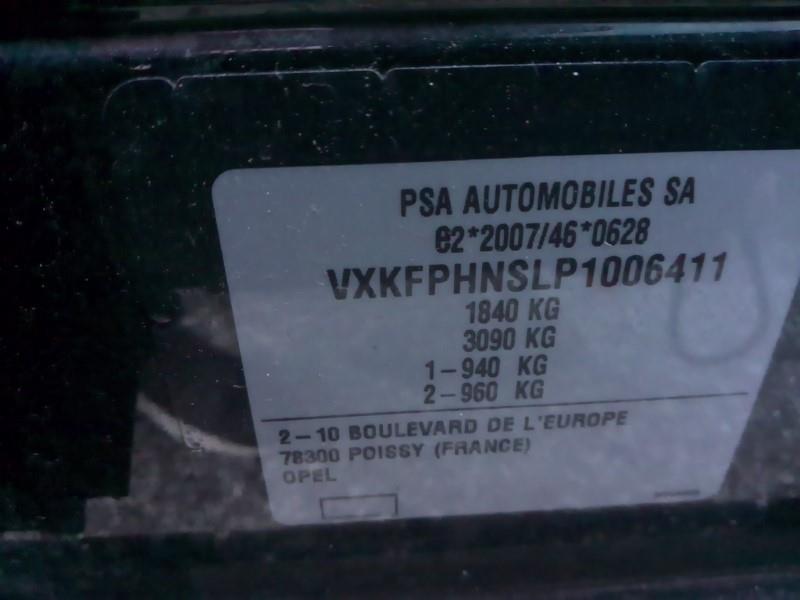 PSA AUTOMOBILES SA
e2*2007/46*0628
VXKFPHNSLP1006411
1840 KG
3090 KG
1-940 KG
2-960 KG
2-10 BOULEVARD DE L'EUROPE
78300 POISSY (FRANCE)
OPEL